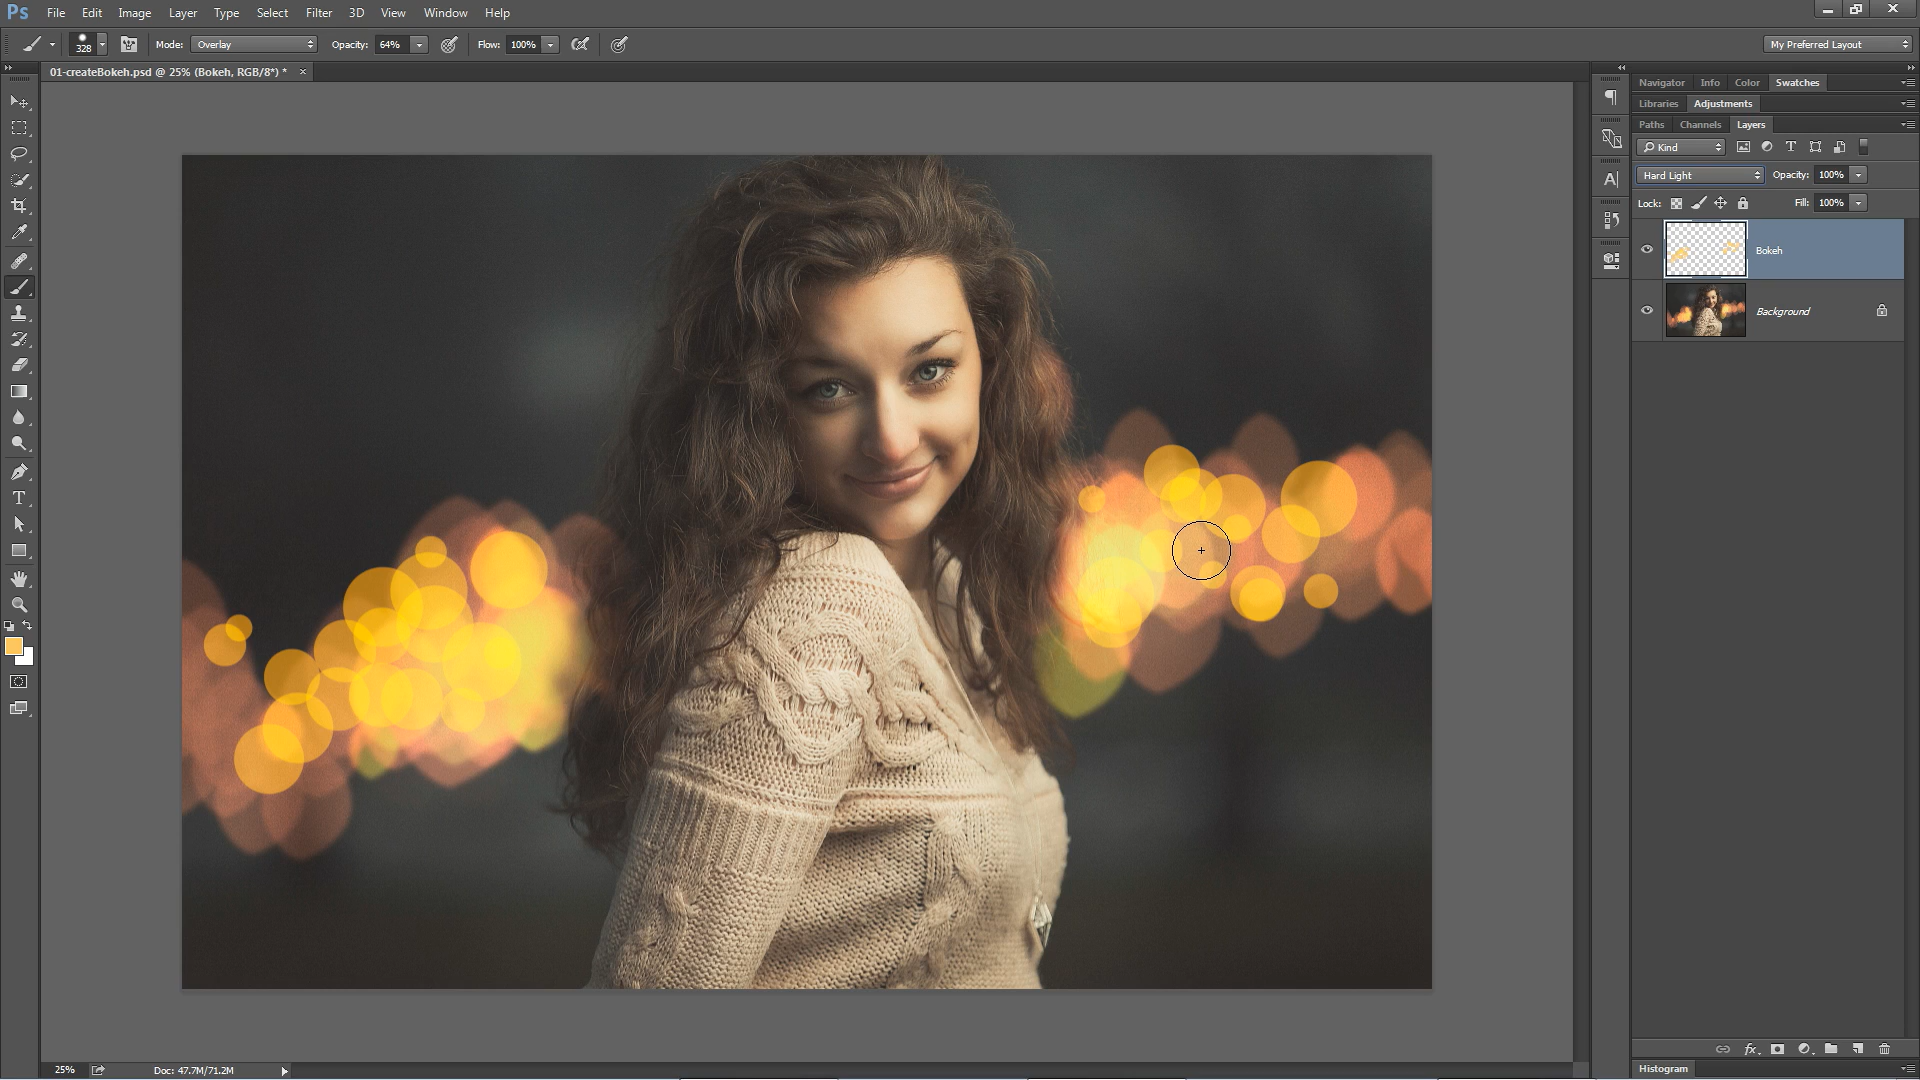 Ps File Edit Image Layer Type Select Filter 3D View Window Help
328 Mode: Overlay Opacity: 64% Flow: 100% My Preferred Layout
01-createBokeh.psd @ 25% (Bokeh, RGB/8*) * ×
Navigator Info Color Swatches
Libraries Adjustments
Paths Channels Layers
Kind T
Hard Light Opacity: 100%
Lock: Fill: 100%
Bokeh
Background
A
T
25% Doc: 47.7M/71.2M
fx
Histogram